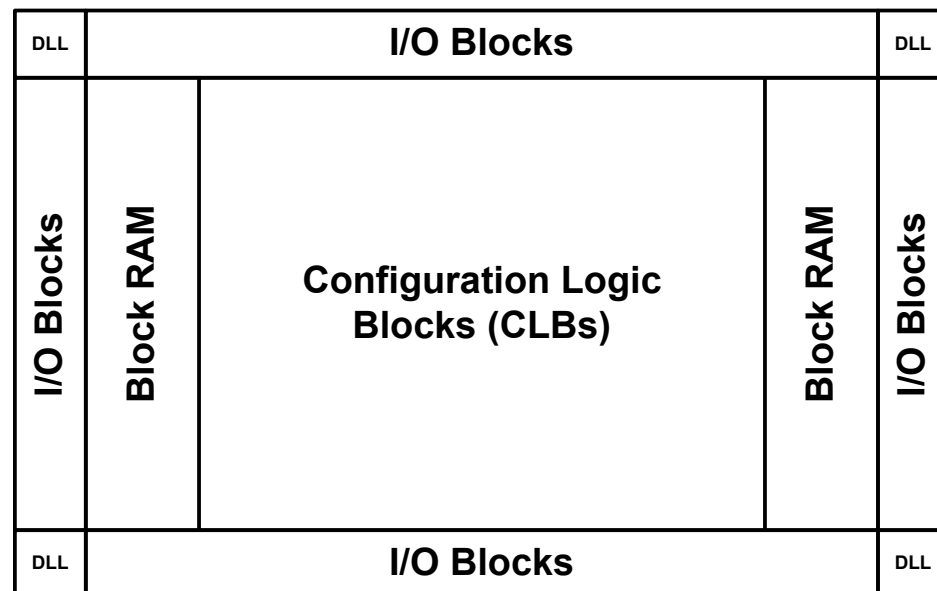 DLL
I/O Blocks
DLL
I/O Blocks
Block RAM
Configuration Logic
Blocks (CLBs)
Block RAM
I/O Blocks
DLL
I/O Blocks
DLL